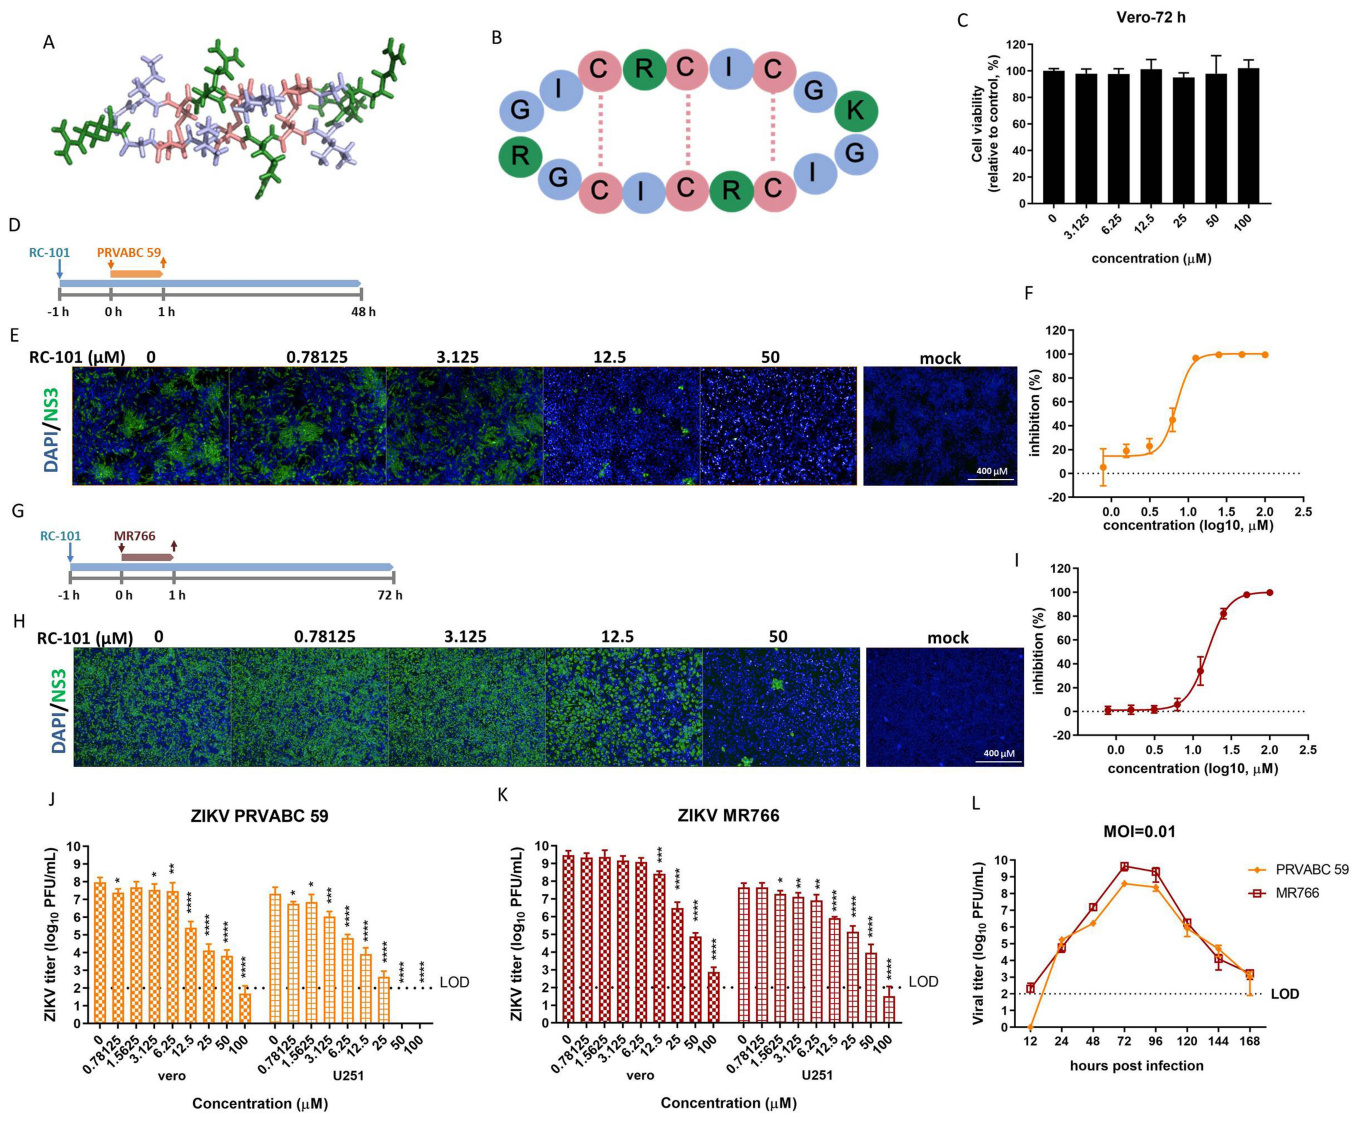 A
B
C R C I C
I G
G K
R G
G I
C I C R C
C
Vero-72 h
Cell viability
(relative to control, %)
120
100
80
60
40
20
0
0 3.125 6.25 12.5 25 50 100
concentration (μM)
D
RC-101 PRVABC 59
-1 h 0 h 1 h 48 h
E
RC-101 (μM) 0 0.78125 3.125 12.5 50 mock
DAPI/NS3
400 μM
F
inhibition (%)
120
100
80
60
40
20
0
-20
0.0 0.5 1.0 1.5 2.0 2.5
concentration (log10, μM)
G
RC-101 MR766
-1 h 0 h 1 h 72 h
H
RC-101 (μM) 0 0.78125 3.125 12.5 50 mock
DAPI/NS3
400 μM
I
inhibition (%)
120
100
80
60
40
20
0
-20
0.0 0.5 1.0 1.5 2.0 2.5
concentration (log10, μM)
J
ZIKV PRVABC 59
ZIKV titer (log10 PFU/mL)
10
9
8
7
6
5
4
3
2
1
0
* * ** **** **** **** **** * * *** **** **** **** **** ****
LOD
0 0.78125 1.5625 3.125 6.25 12.5 25 50 100 0 0.78125 1.5625 3.125 6.25 12.5 25 50 100
vero U251
Concentration (μM)
K
ZIKV MR766
ZIKV titer (log10 PFU/mL)
10
9
8
7
6
5
4
3
2
1
0
*** **** **** **** * ** ** **** **** **** ****
LOD
0 0.78125 1.5625 3.125 6.25 12.5 25 50 100 0 0.78125 1.5625 3.125 6.25 12.5 25 50 100
vero U251
Concentration (μM)
L
MOI=0.01
Viral titer (log10 PFU/mL)
10
9
8
7
6
5
4
3
2
1
0
PRVABC 59
MR766
LOD
12 24 48 72 96 120 144 168
hours post infection